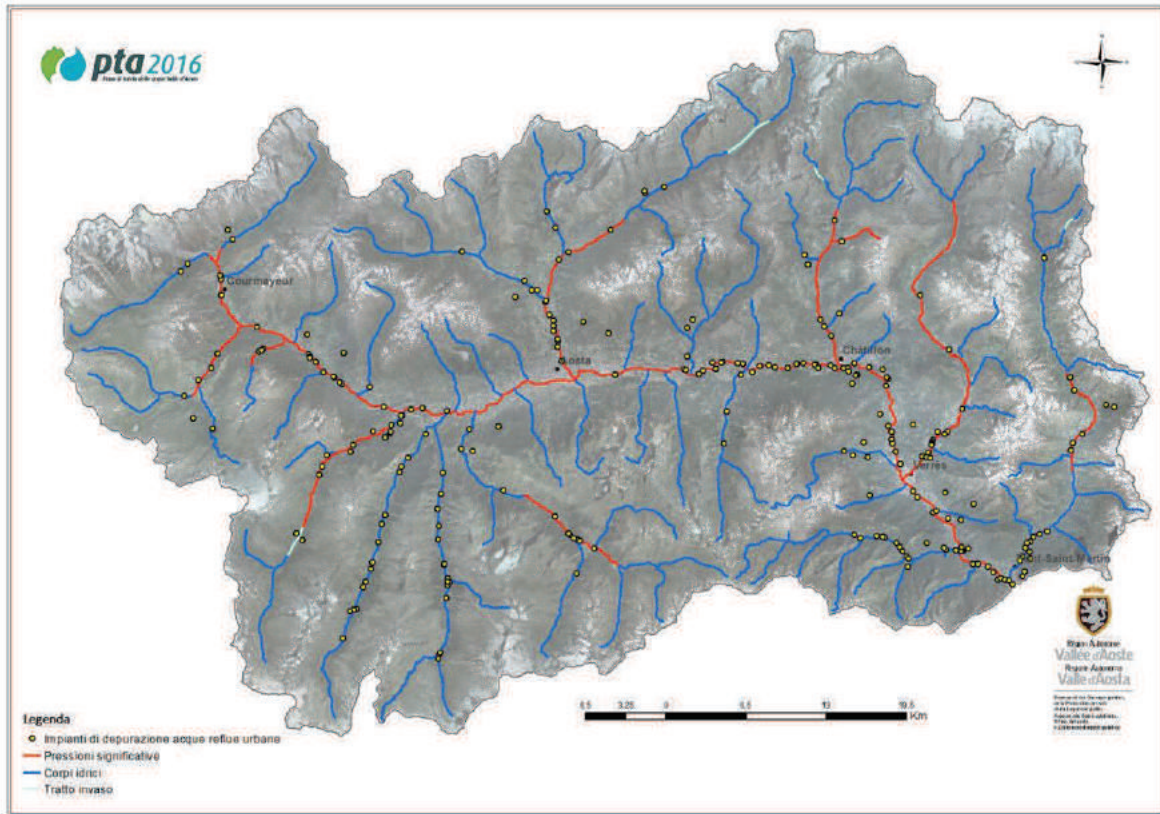 pta 2016
Courmayeur
Aosta
Châtillon
Verrès
Pont-Saint-Martin
Région Autonome
Vallée d'Aoste
Regione Autonoma
Valle d'Aosta
6.5 3.25 0 6.5 13 19.5
Km
Legenda
Impianti di depurazione acque reflue urbane
Pressioni significative
Corpi idrici
Tratto invaso